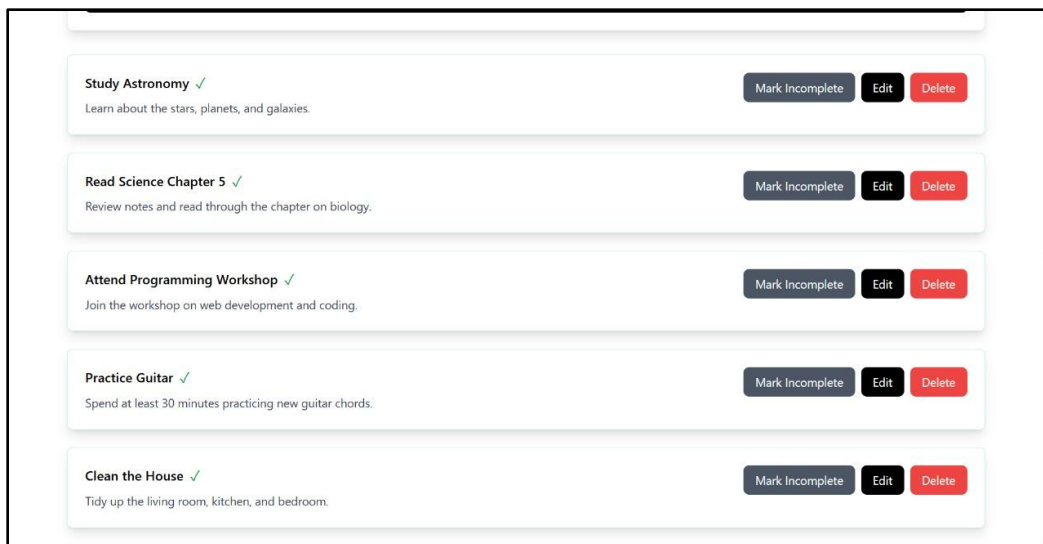 Study Astronomy ✓
Mark Incomplete Edit Delete
Learn about the stars, planets, and galaxies.
Read Science Chapter 5 ✓
Mark Incomplete Edit Delete
Review notes and read through the chapter on biology.
Attend Programming Workshop ✓
Mark Incomplete Edit Delete
Join the workshop on web development and coding.
Practice Guitar ✓
Mark Incomplete Edit Delete
Spend at least 30 minutes practicing new guitar chords.
Clean the House ✓
Mark Incomplete Edit Delete
Tidy up the living room, kitchen, and bedroom.